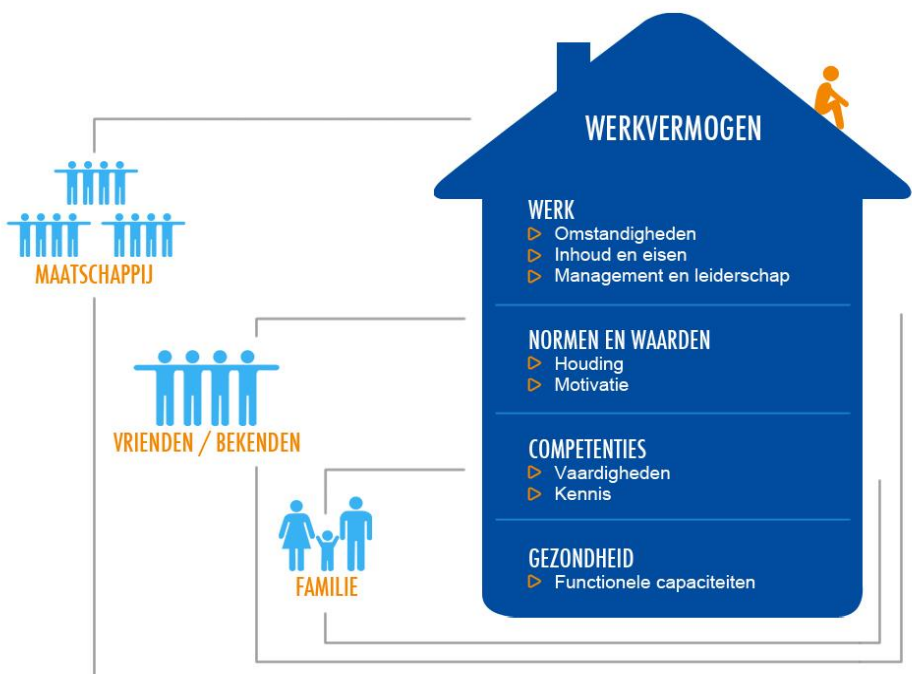 WERKVERMOGEN
WERK
Omstandigheden
Inhoud en eisen
Management en leiderschap
NORMEN EN WAARDEN
Houding
Motivatie
COMPETENTIES
Vaardigheden
Kennis
GEZONDHEID
Functionele capaciteiten
MAATSCHAPPIJ
VRIENDEN / BEKENDEN
FAMILIE